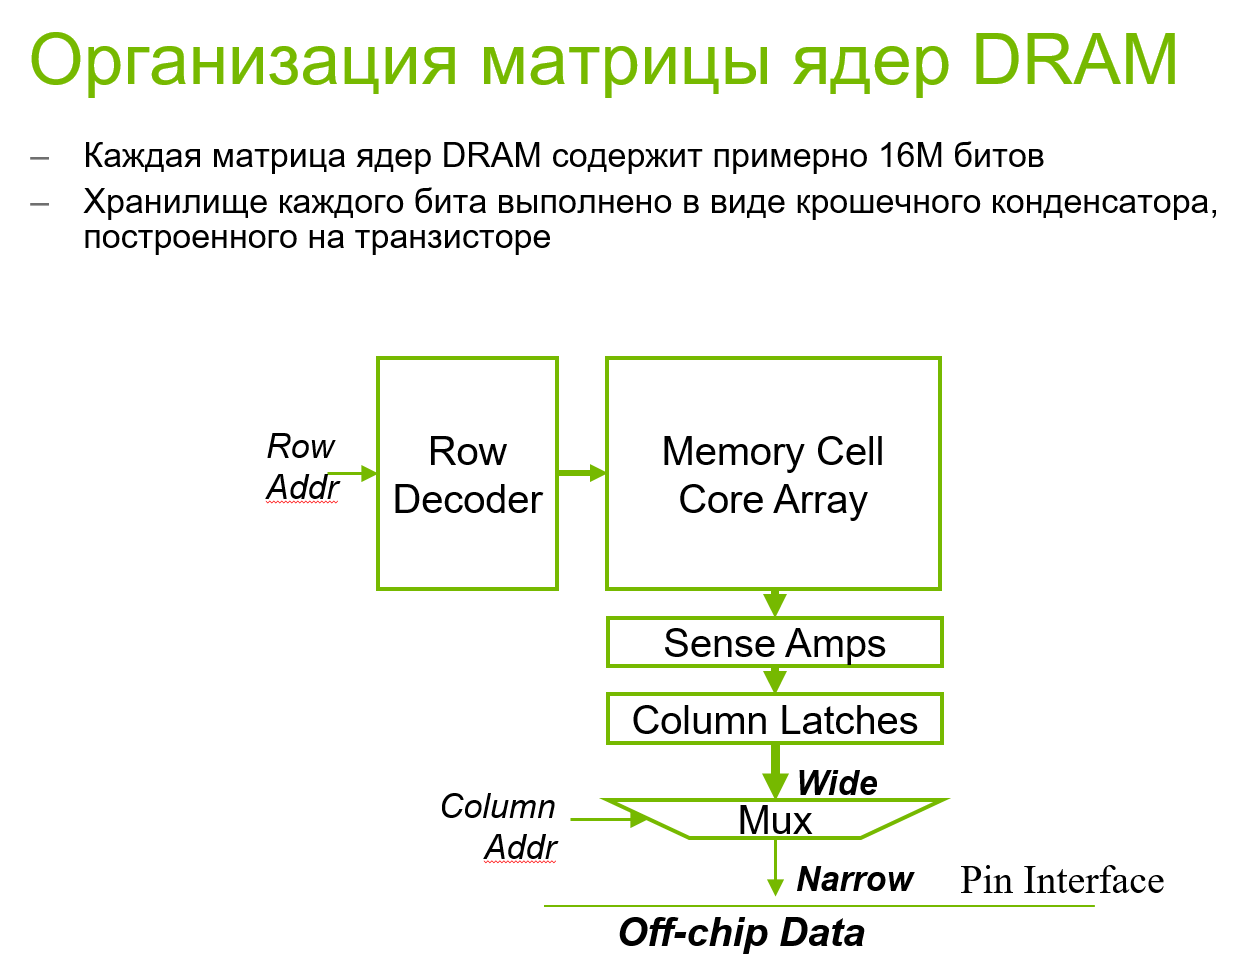 Организация матрицы ядер DRAM
– Каждая матрица ядер DRAM содержит примерно 16M битов
– Хранилище каждого бита выполнено в виде крошечного конденсатора,
построенного на транзисторе
Row
Addr
Row
Decoder
Memory Cell
Core Array
Sense Amps
Column Latches
Wide
Column
Addr
Mux
Narrow
Pin Interface
Off-chip Data